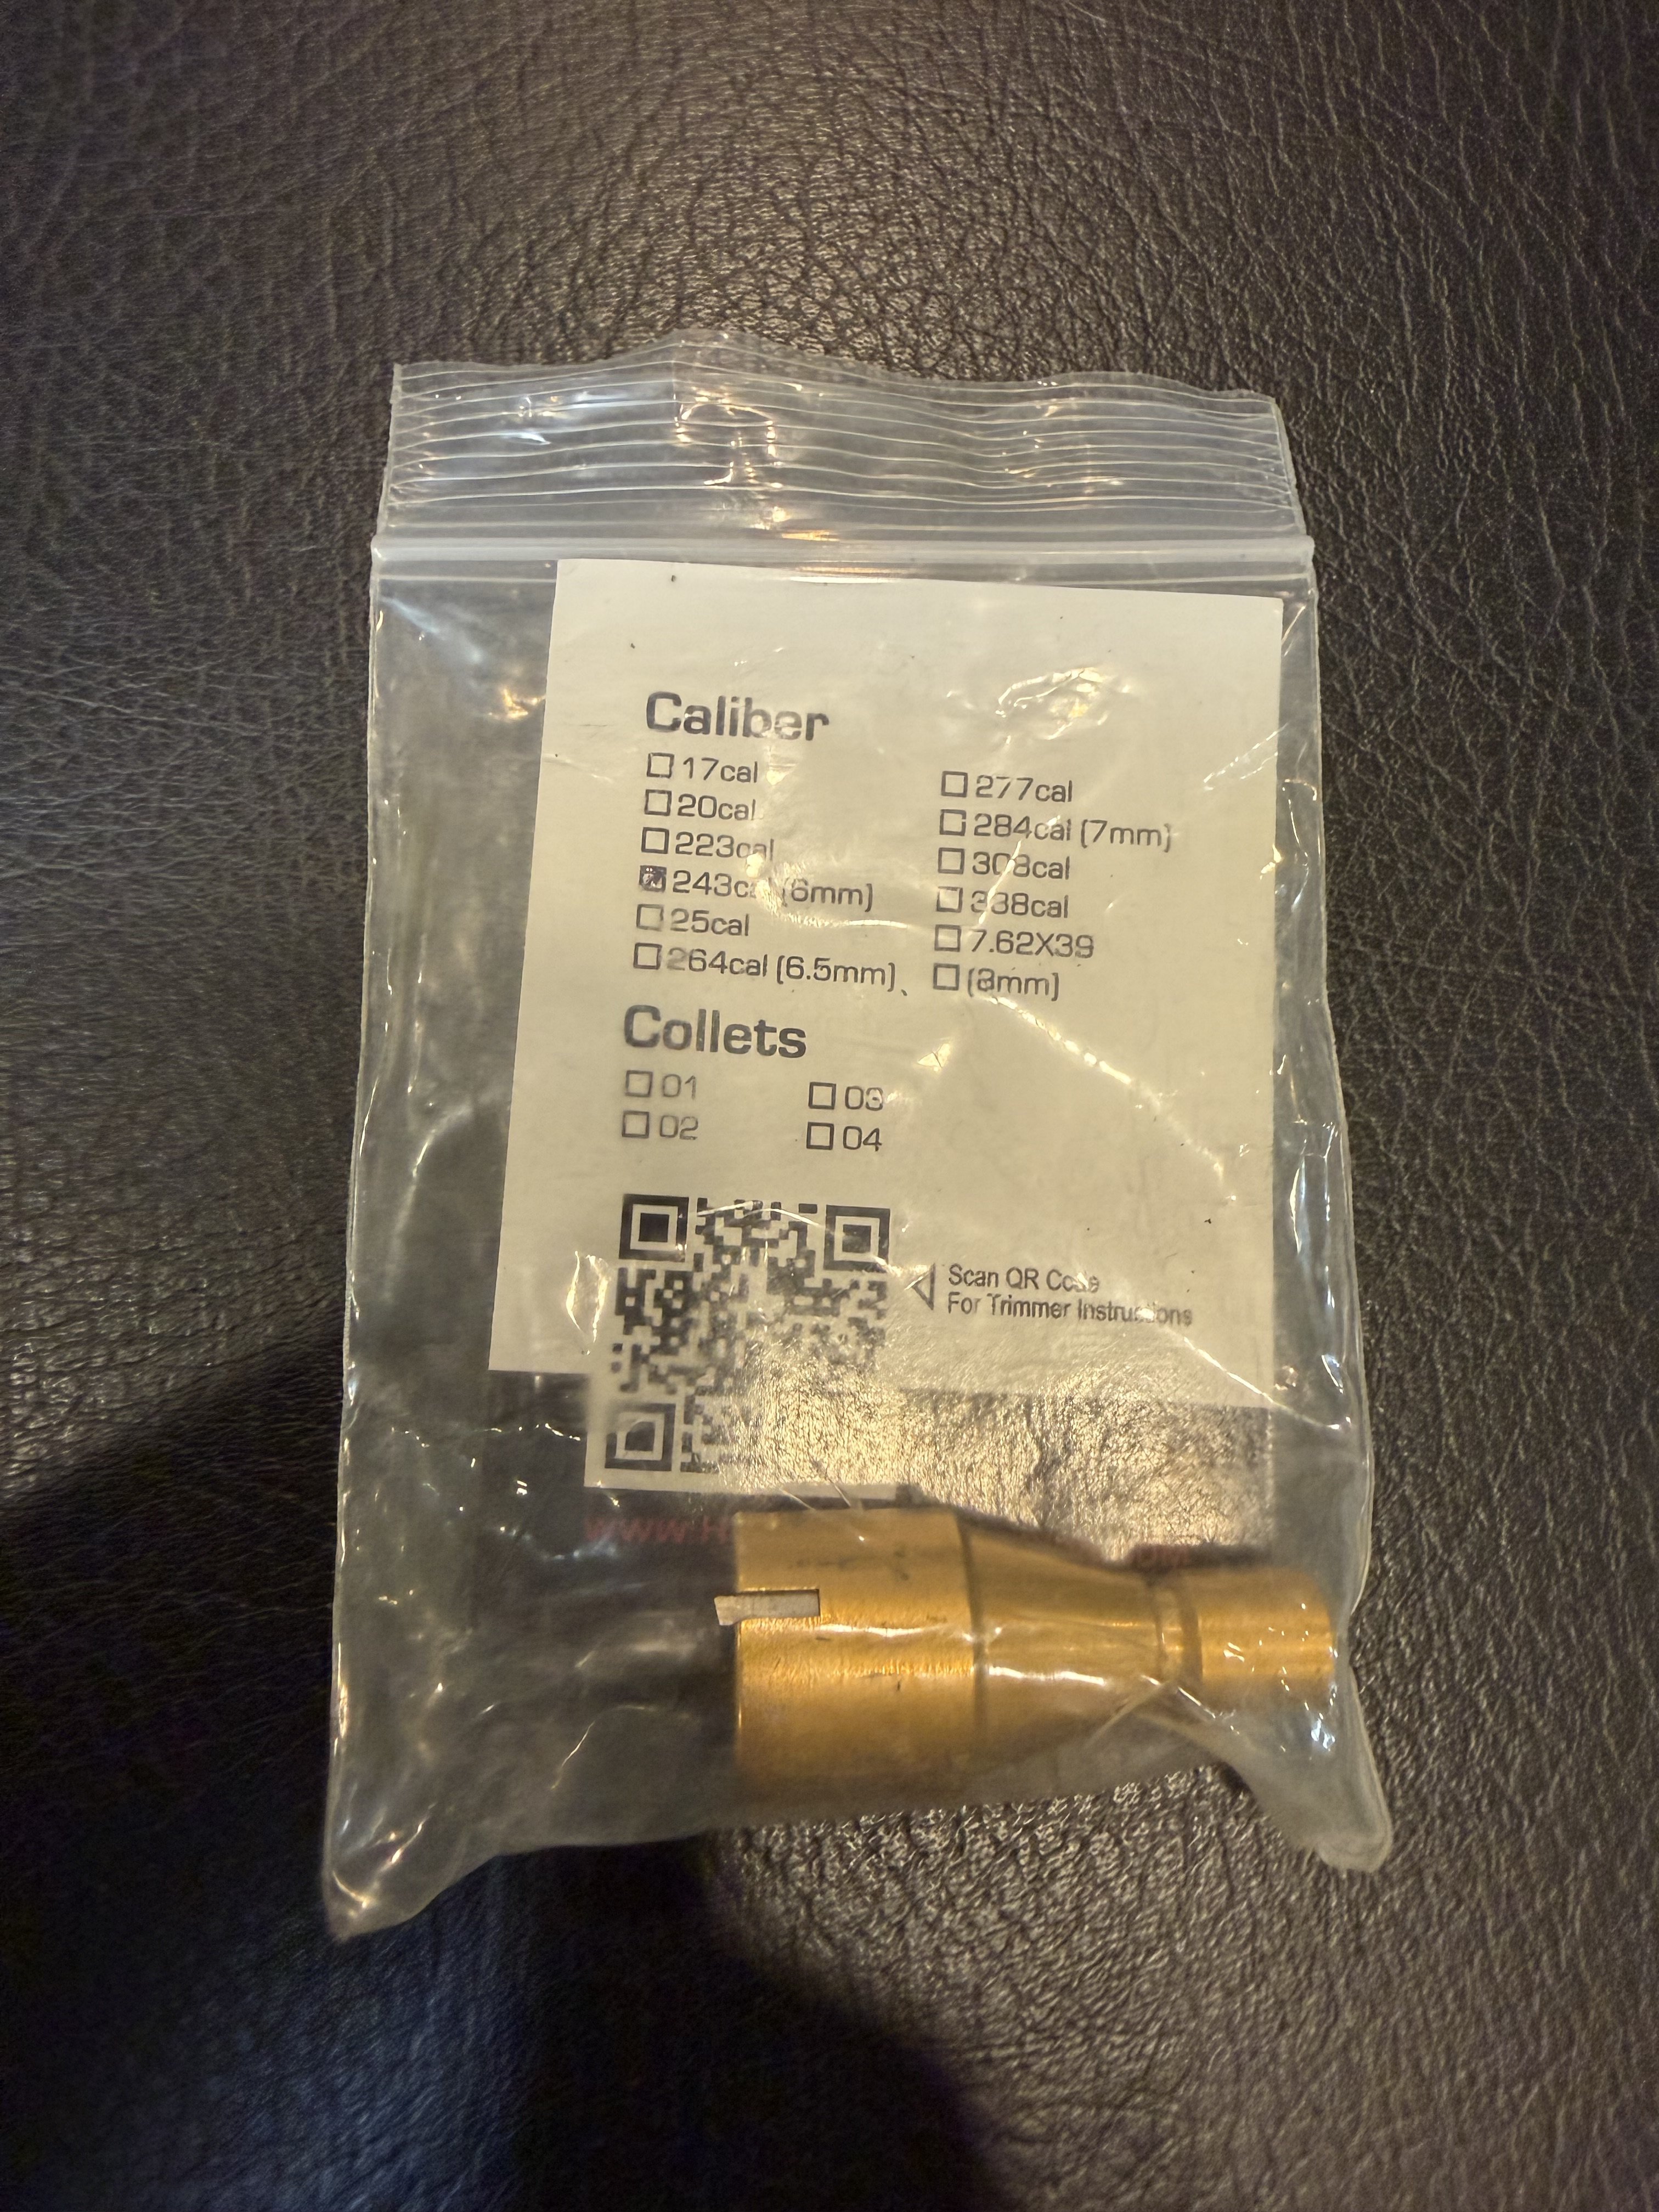 Caliber
17cal
20cal
223cal
243cal (6mm)
25cal
264cal (6.5mm)、
277cal
284cal (7mm)
308cal
338cal
7.62X39
(8mm)
Collets
01
02
03
04
Scan QR Code
For Trimmer Instructions